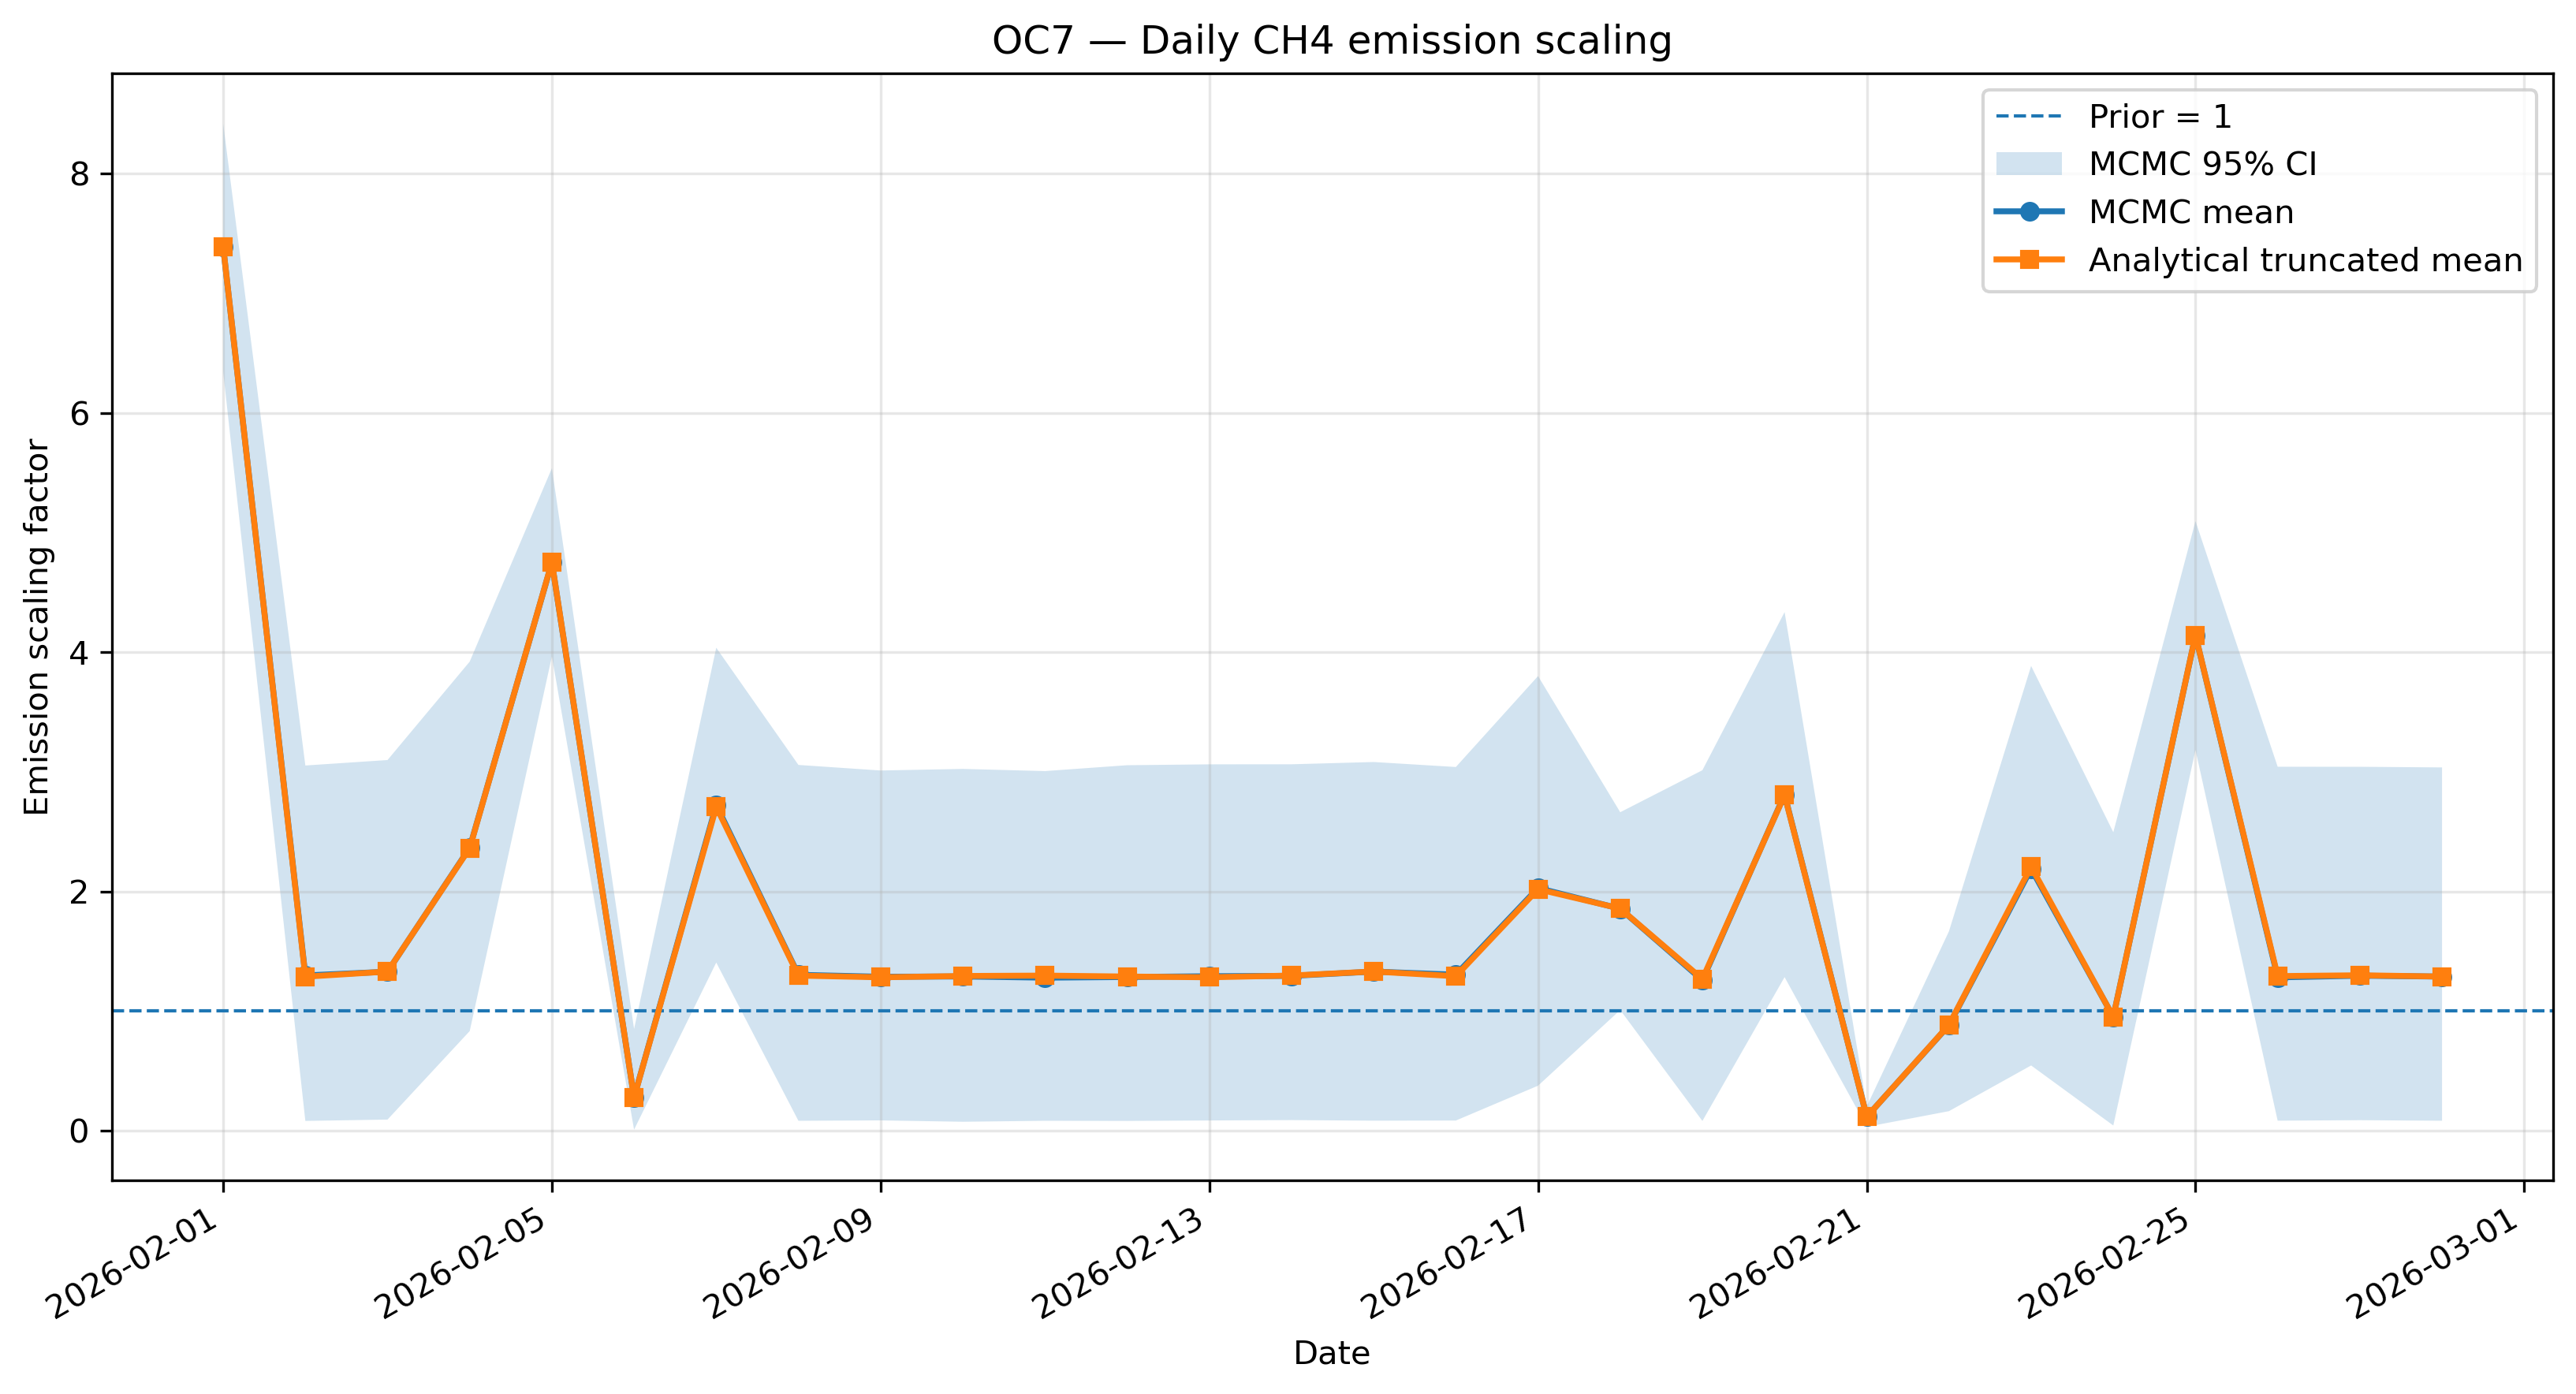 OC7 — Daily CH4 emission scaling
Prior = 1
MCMC 95% CI
MCMC mean
Analytical truncated mean
Emission scaling factor
8
6
4
2
0
2026-02-01
2026-02-05
2026-02-09
2026-02-13
2026-02-17
2026-02-21
2026-02-25
2026-03-01
Date